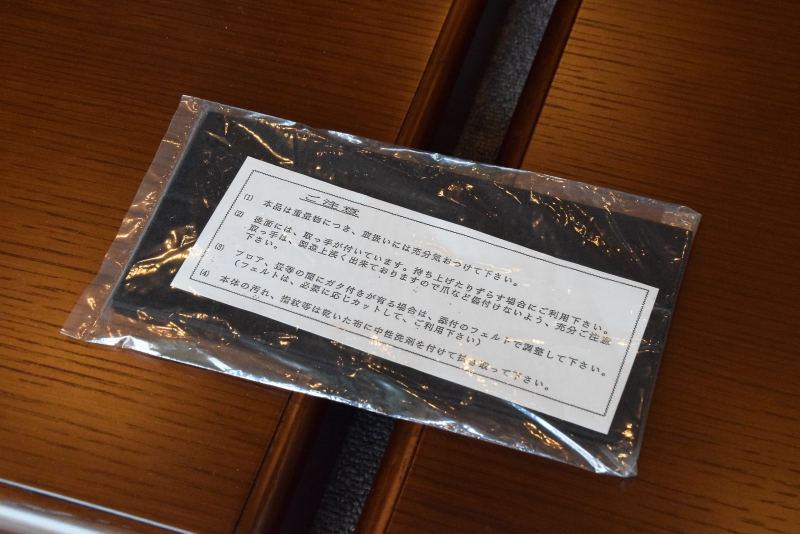 ご注意
(1) 本品は重量物につき、取扱いには充分気おつけて下さい。
(2) 後面には、取っ手が付いています。持ち上げたりずらす場合にご利用下さい。
取っ手は、製造上浅く出来ておりますので爪など傷付けないよう、充分ご注意
下さい。
(3) フロア、錠等の間にガタ付きが有る場合は、添付のフェルトで調整して下さい。
(フェルトは、必要に応じカットして、ご利用下さい)
(4) 本体の汚れ、指紋等は乾いた布に中性洗剤を付けて拭き取って下さい。